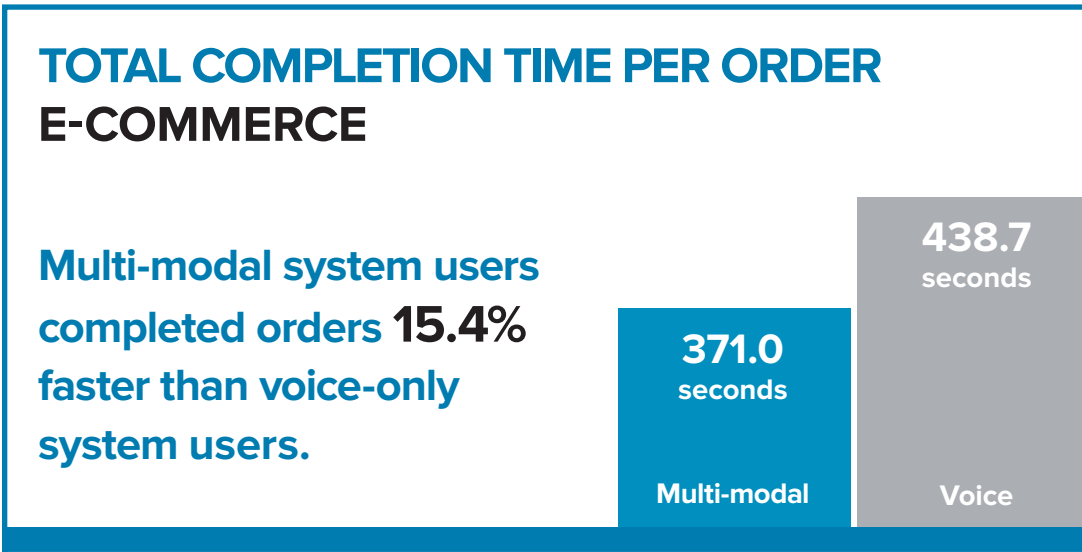 TOTAL COMPLETION TIME PER ORDER
E-COMMERCE
Multi-modal system users
completed orders 15.4%
faster than voice-only
system users.
371.0
seconds
Multi-modal
438.7
seconds
Voice